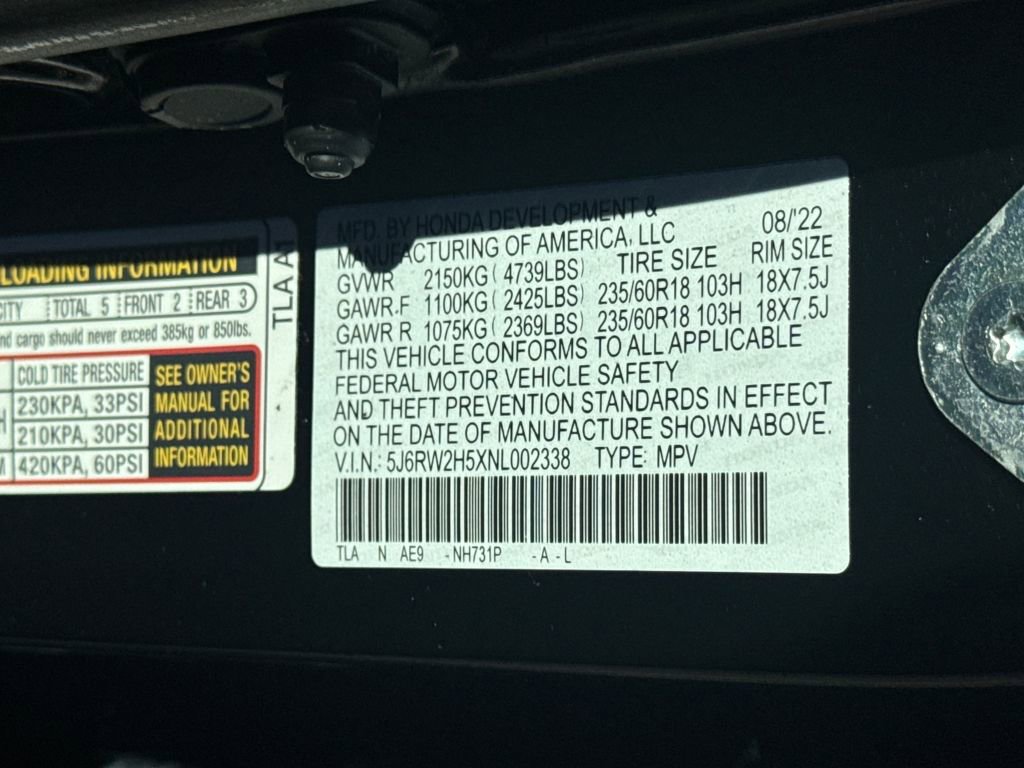 LOADING INFORMATION
CITY TOTAL 5 FRONT 2 REAR 3
nd cargo should never exceed 385kg or 850lbs.
COLD TIRE PRESSURE
230KPA, 33PSI
210KPA, 30PSI
420KPA, 60PSI
SEE OWNER'S
MANUAL FOR
ADDITIONAL
INFORMATION
TLA A1
MFD. BY HONDA DEVELOPMENT &
MANUFACTURING OF AMERICA, LLC 08/'22
GVWR 2150KG ( 4739LBS) TIRE SIZE RIM SIZE
GAWR.F 1100KG ( 2425LBS) 235/60R18 103H 18X7.5J
GAWR R 1075KG ( 2369LBS) 235/60R18 103H 18X7.5J
THIS VEHICLE CONFORMS TO ALL APPLICABLE
FEDERAL MOTOR VEHICLE SAFETY
AND THEFT PREVENTION STANDARDS IN EFFECT
ON THE DATE OF MANUFACTURE SHOWN ABOVE.
V.I.N.: 5J6RW2H5XNL002338 TYPE: MPV
TLA N AE9 -NH731P -A -L